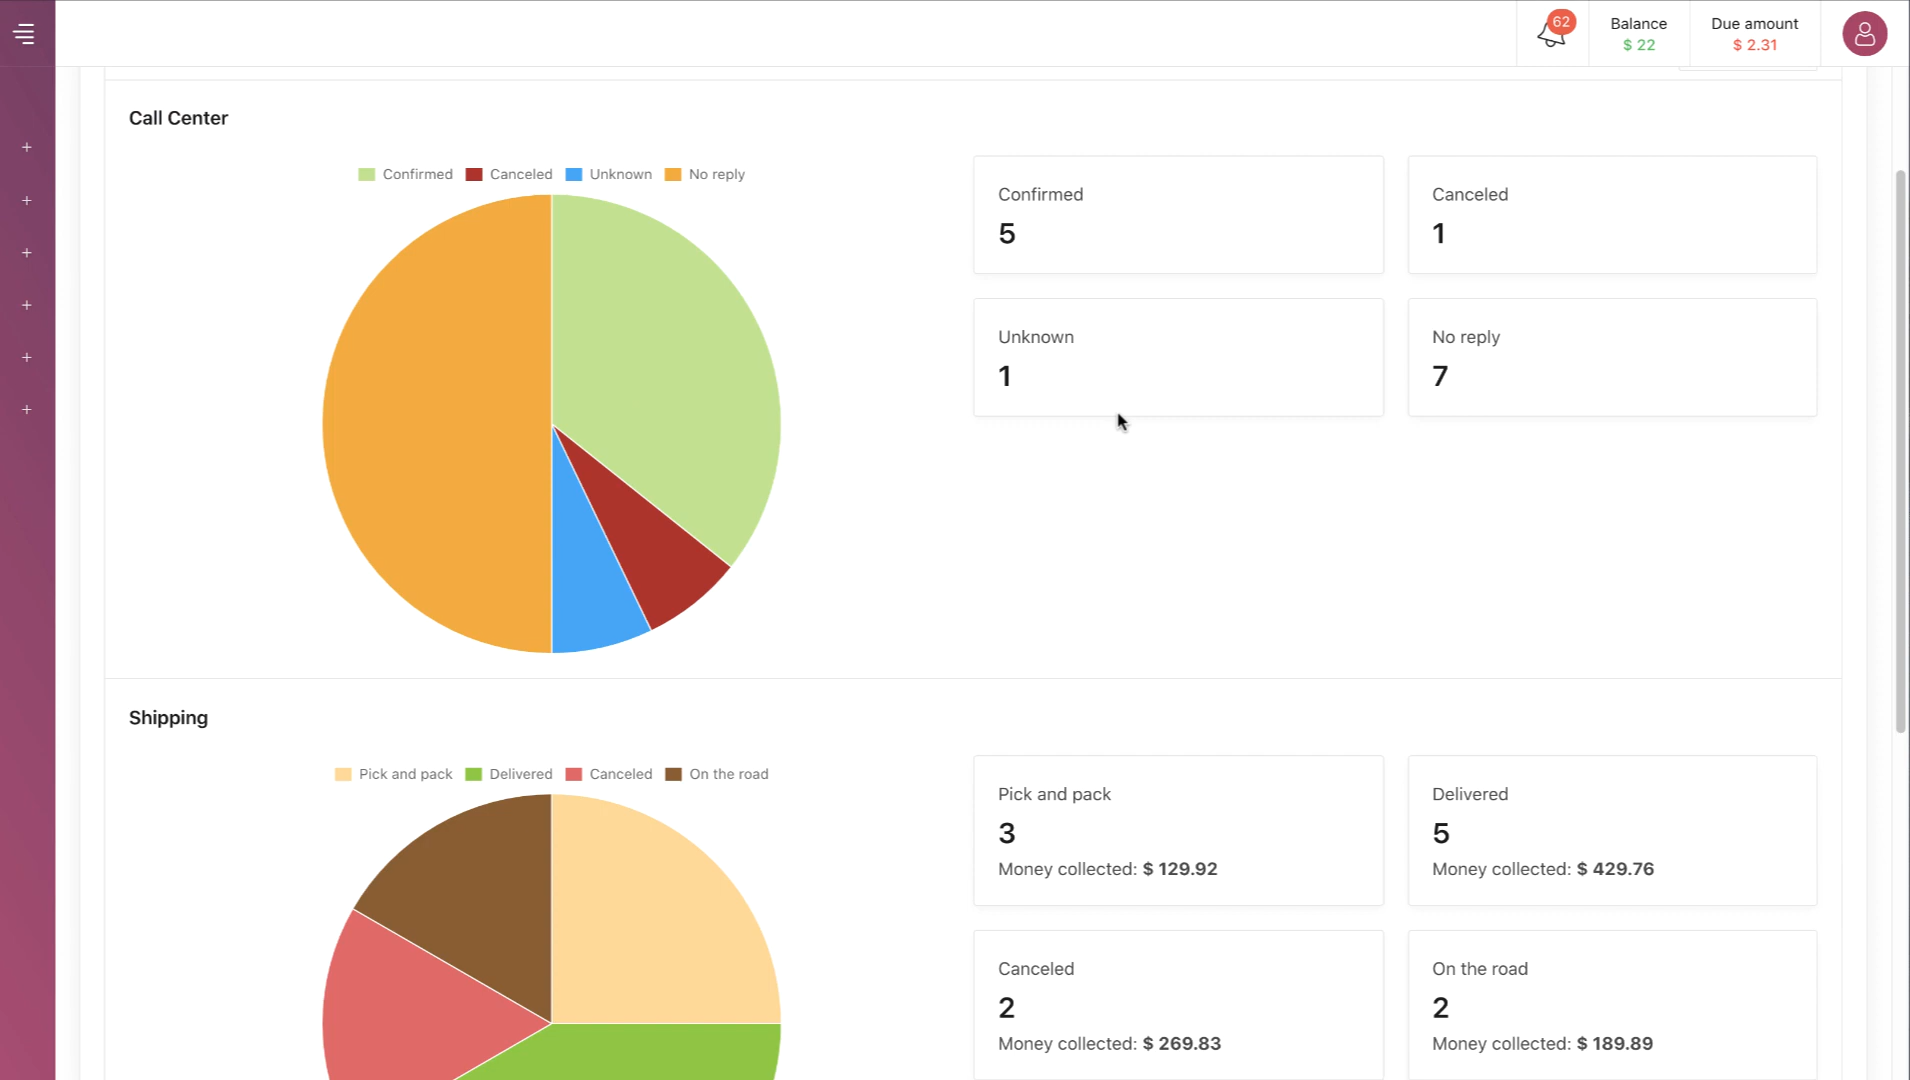 62
Balance
$ 22
Due amount
$ 2.31
Call Center
Confirmed Canceled Unknown No reply
Confirmed
5
Canceled
1
Unknown
1
No reply
7
Shipping
Pick and pack Delivered Canceled On the road
Pick and pack
3
Money collected: $ 129.92
Delivered
5
Money collected: $ 429.76
Canceled
2
Money collected: $ 269.83
On the road
2
Money collected: $ 189.89